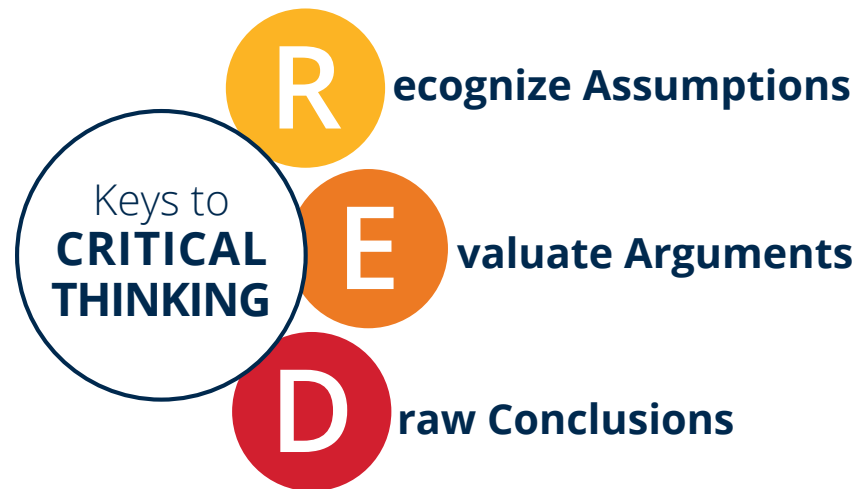 Keys to
CRITICAL
THINKING
Recognize Assumptions
Evaluate Arguments
Draw Conclusions